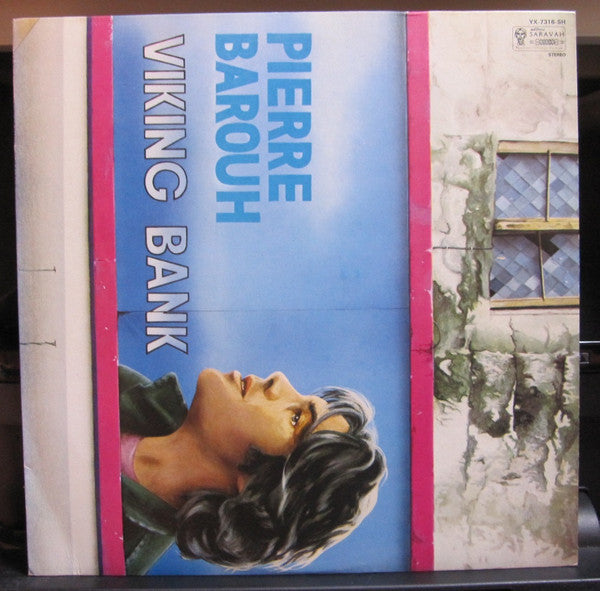 YX-7316-SH
SARAVAH
STEREO
PIERRE
BAROUH
VIKING BANK